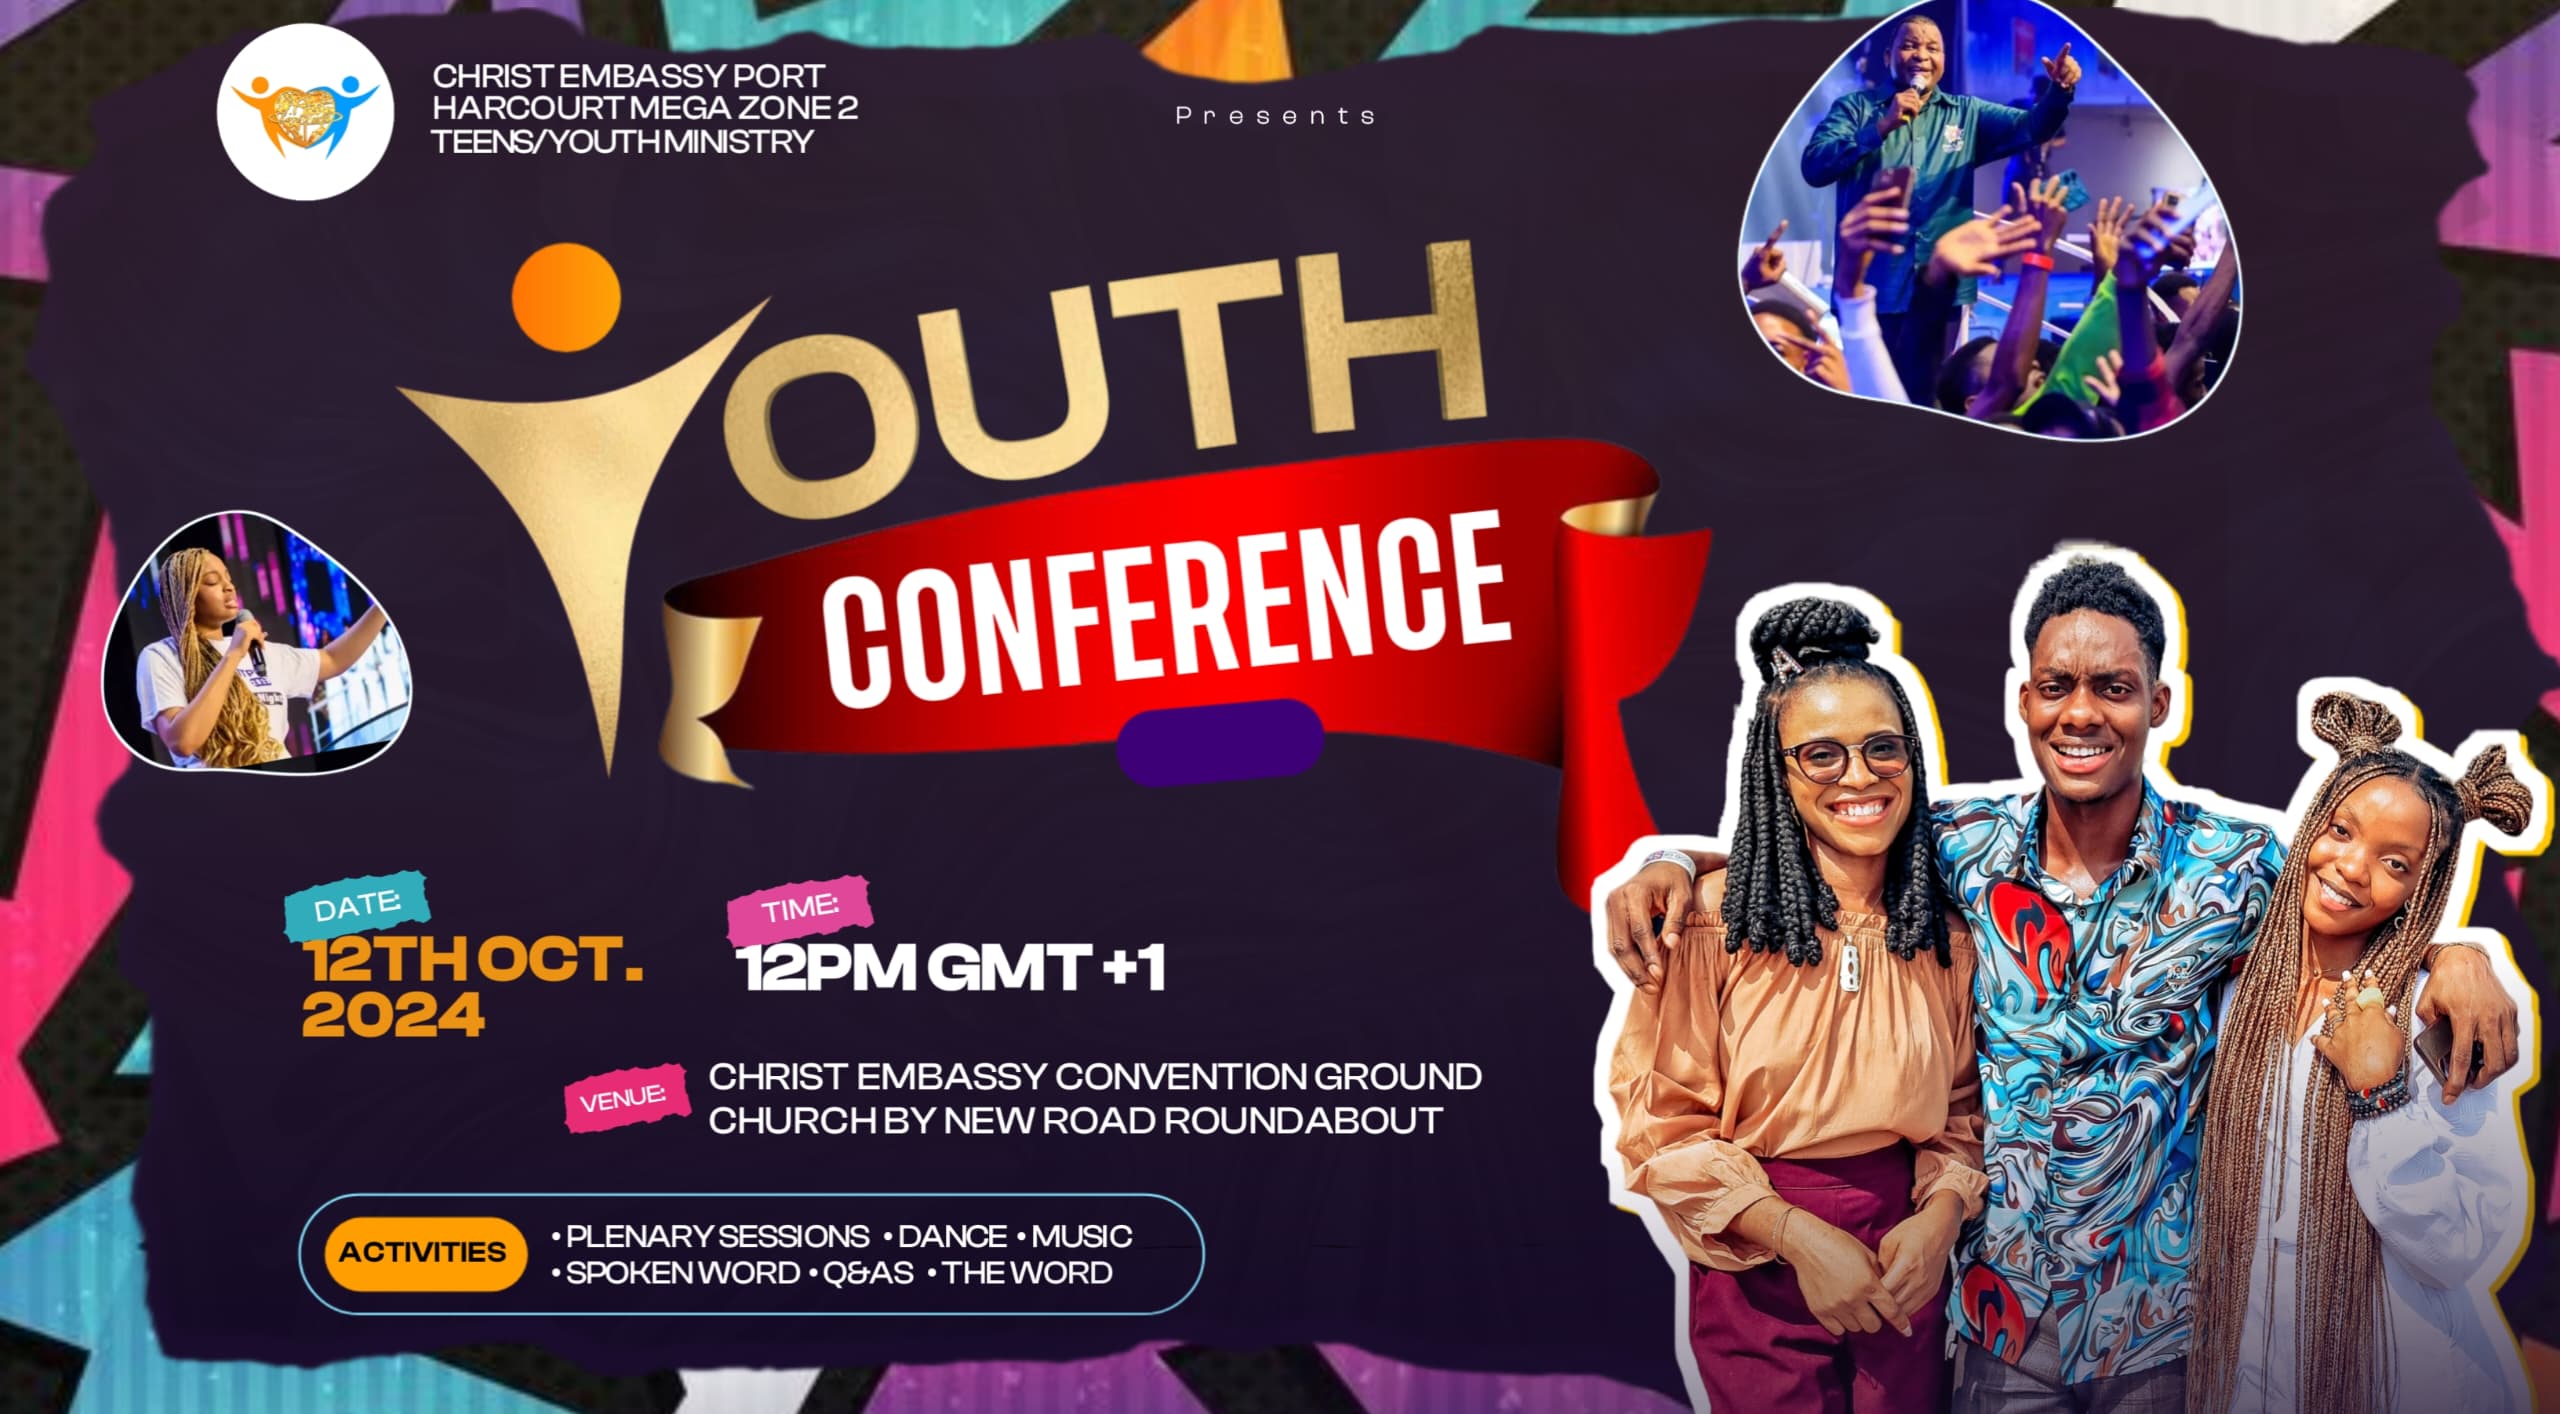 CHRIST EMBASSY PORT
HARCOURT MEGA ZONE 2
TEENS/YOUTH MINISTRY
Presents
YOUTH
CONFERENCE
DATE:
12TH OCT.
2024
TIME:
12PM GMT +1
VENUE:
CHRIST EMBASSY CONVENTION GROUND
CHURCH BY NEW ROAD ROUNDABOUT
ACTIVITIES
• PLENARY SESSIONS • DANCE • MUSIC
• SPOKEN WORD • Q&AS • THE WORD